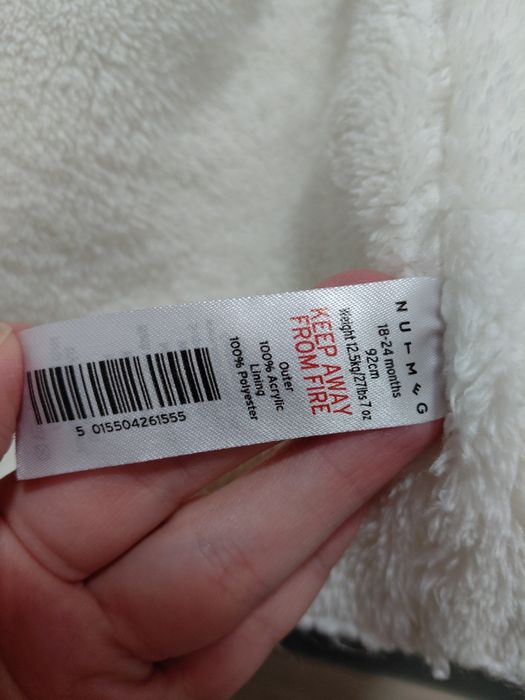 NUTMEG
18-24 months
92cm
Weight 12.5kg/27lbs 7 oz
KEEP AWAY
FROM FIRE
Outer
100% Acrylic
Lining
100% Polyester
5 015504261555